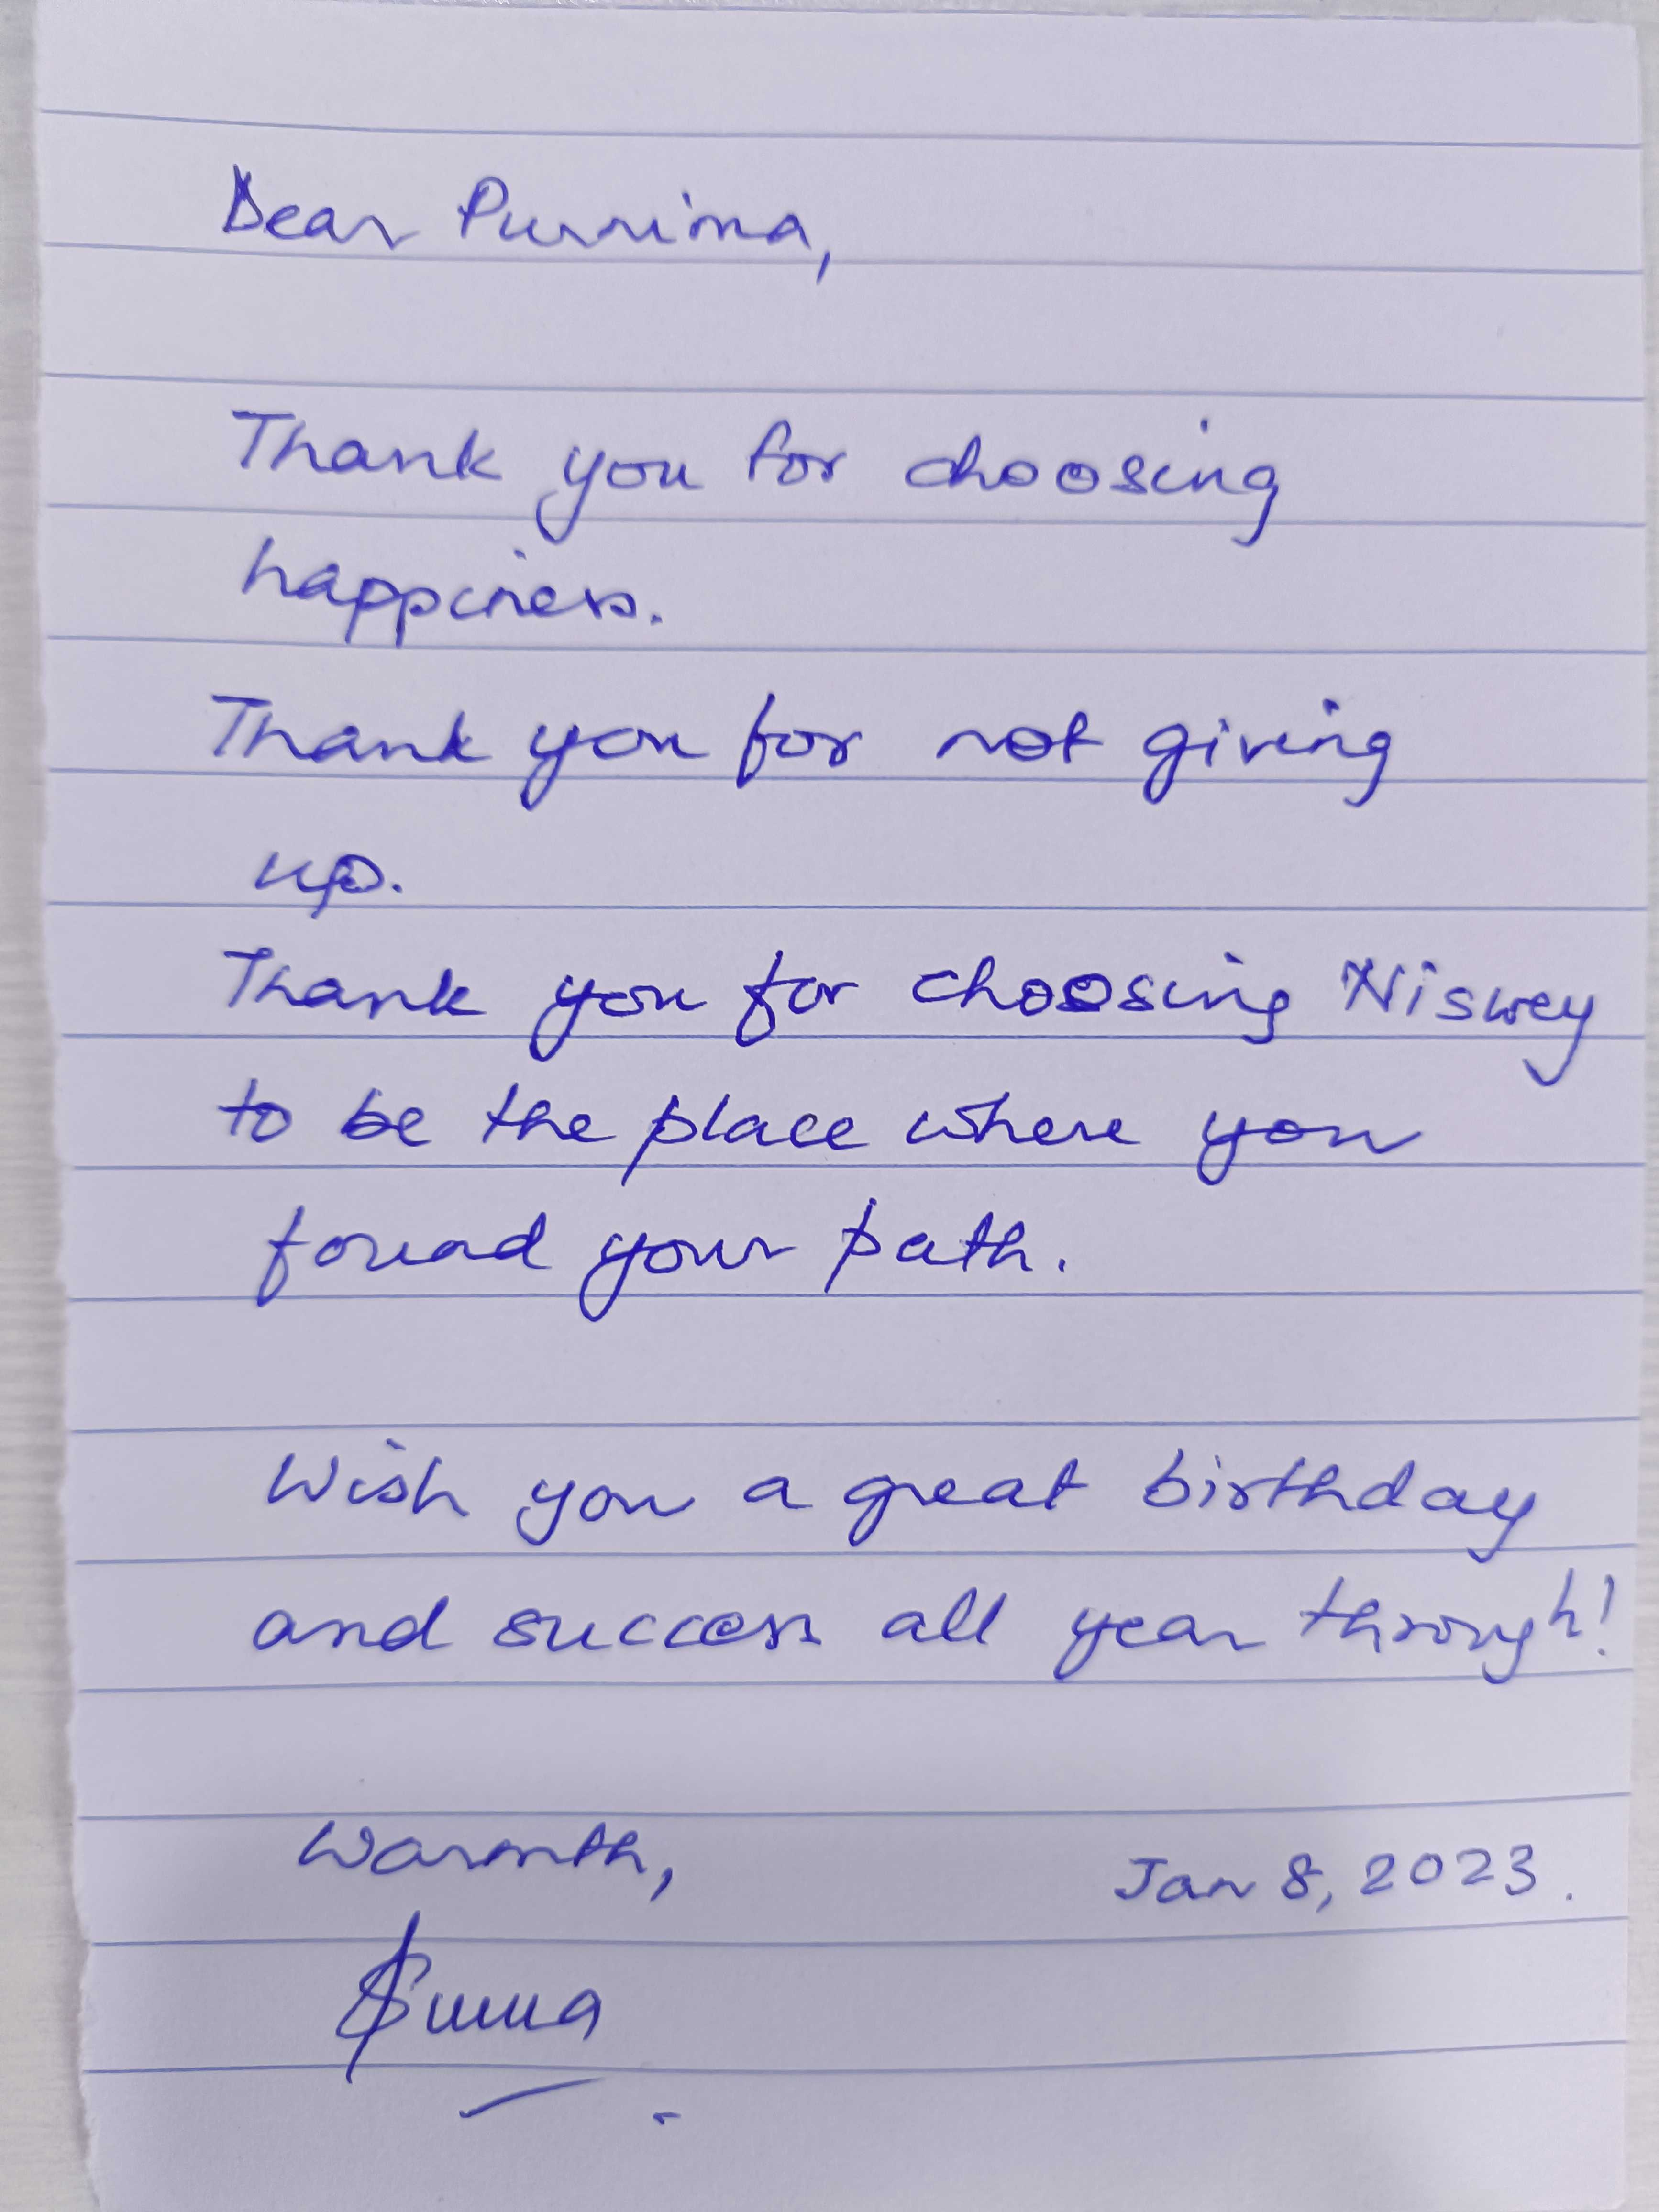 Dear Purnima,
Thank you for choosing
happiness.
Thank you for not giving
up.
Thank you for choosing Niswey
to be the place where you
found your path.
Wish you a great birthday
and success all year through!
Warmth,
Jan 8, 2023.